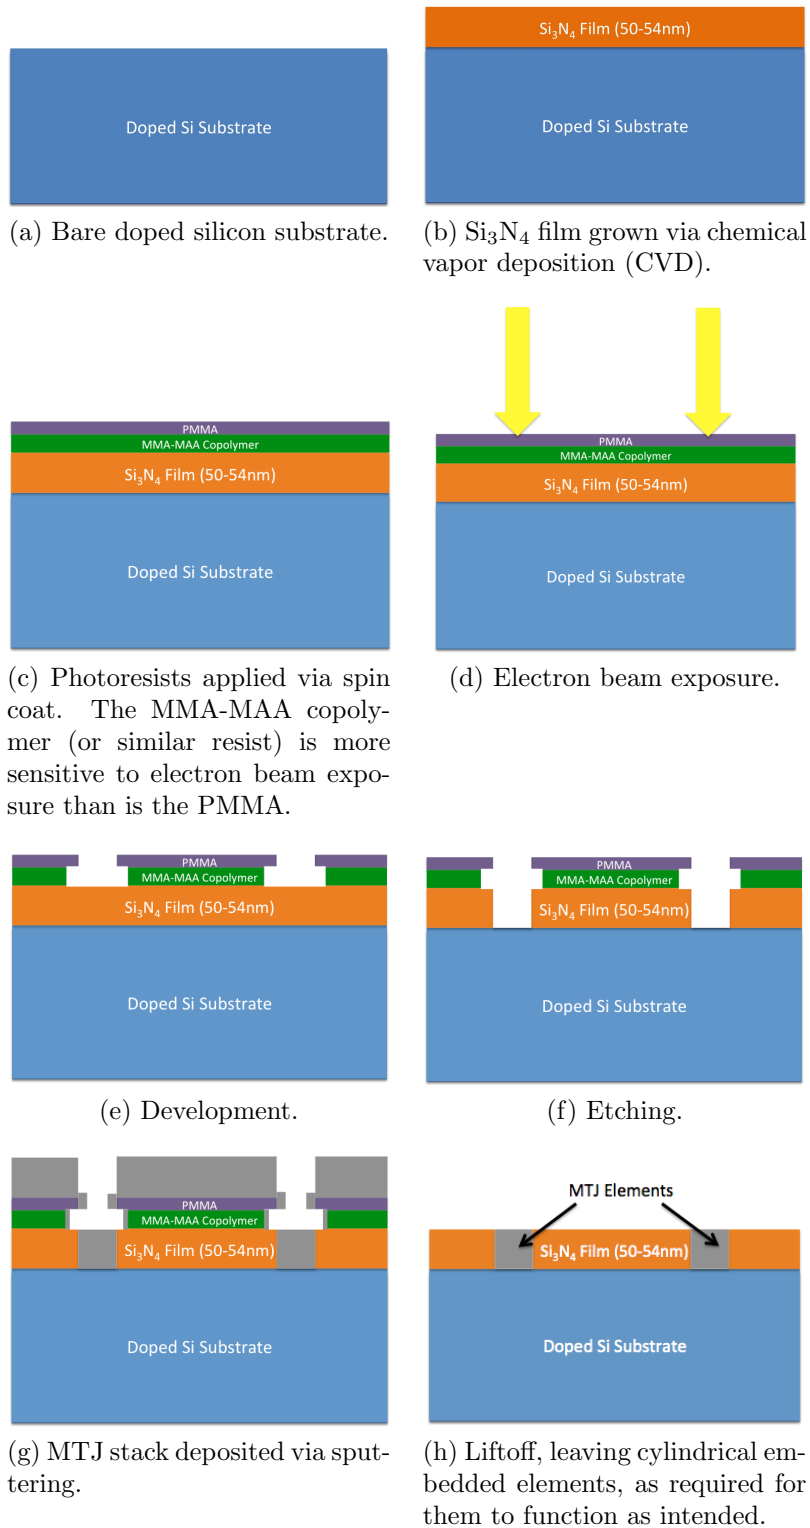 Doped Si Substrate
(a) Bare doped silicon substrate.
Si₃N₄ Film (50-54nm)
Doped Si Substrate
(b) Si₃N₄ film grown via chemical
vapor deposition (CVD).
PMMA
MMA-MAA Copolymer
Si₃N₄ Film (50-54nm)
Doped Si Substrate
(c) Photoresists applied via spin
coat. The MMA-MAA copoly-
mer (or similar resist) is more
sensitive to electron beam expo-
sure than is the PMMA.
PMMA
MMA-MAA Copolymer
Si₃N₄ Film (50-54nm)
Doped Si Substrate
(d) Electron beam exposure.
PMMA
MMA-MAA Copolymer
Si₃N₄ Film (50-54nm)
Doped Si Substrate
(e) Development.
PMMA
MMA-MAA Copolymer
Si₃N₄ Film (50-54nm)
Doped Si Substrate
(f) Etching.
PMMA
MMA-MAA Copolymer
Si₃N₄ Film (50-54nm)
Doped Si Substrate
(g) MTJ stack deposited via sput-
tering.
MTJ Elements
Si₃N₄ Film (50-54nm)
Doped Si Substrate
(h) Liftoff, leaving cylindrical em-
bedded elements, as required for
them to function as intended.